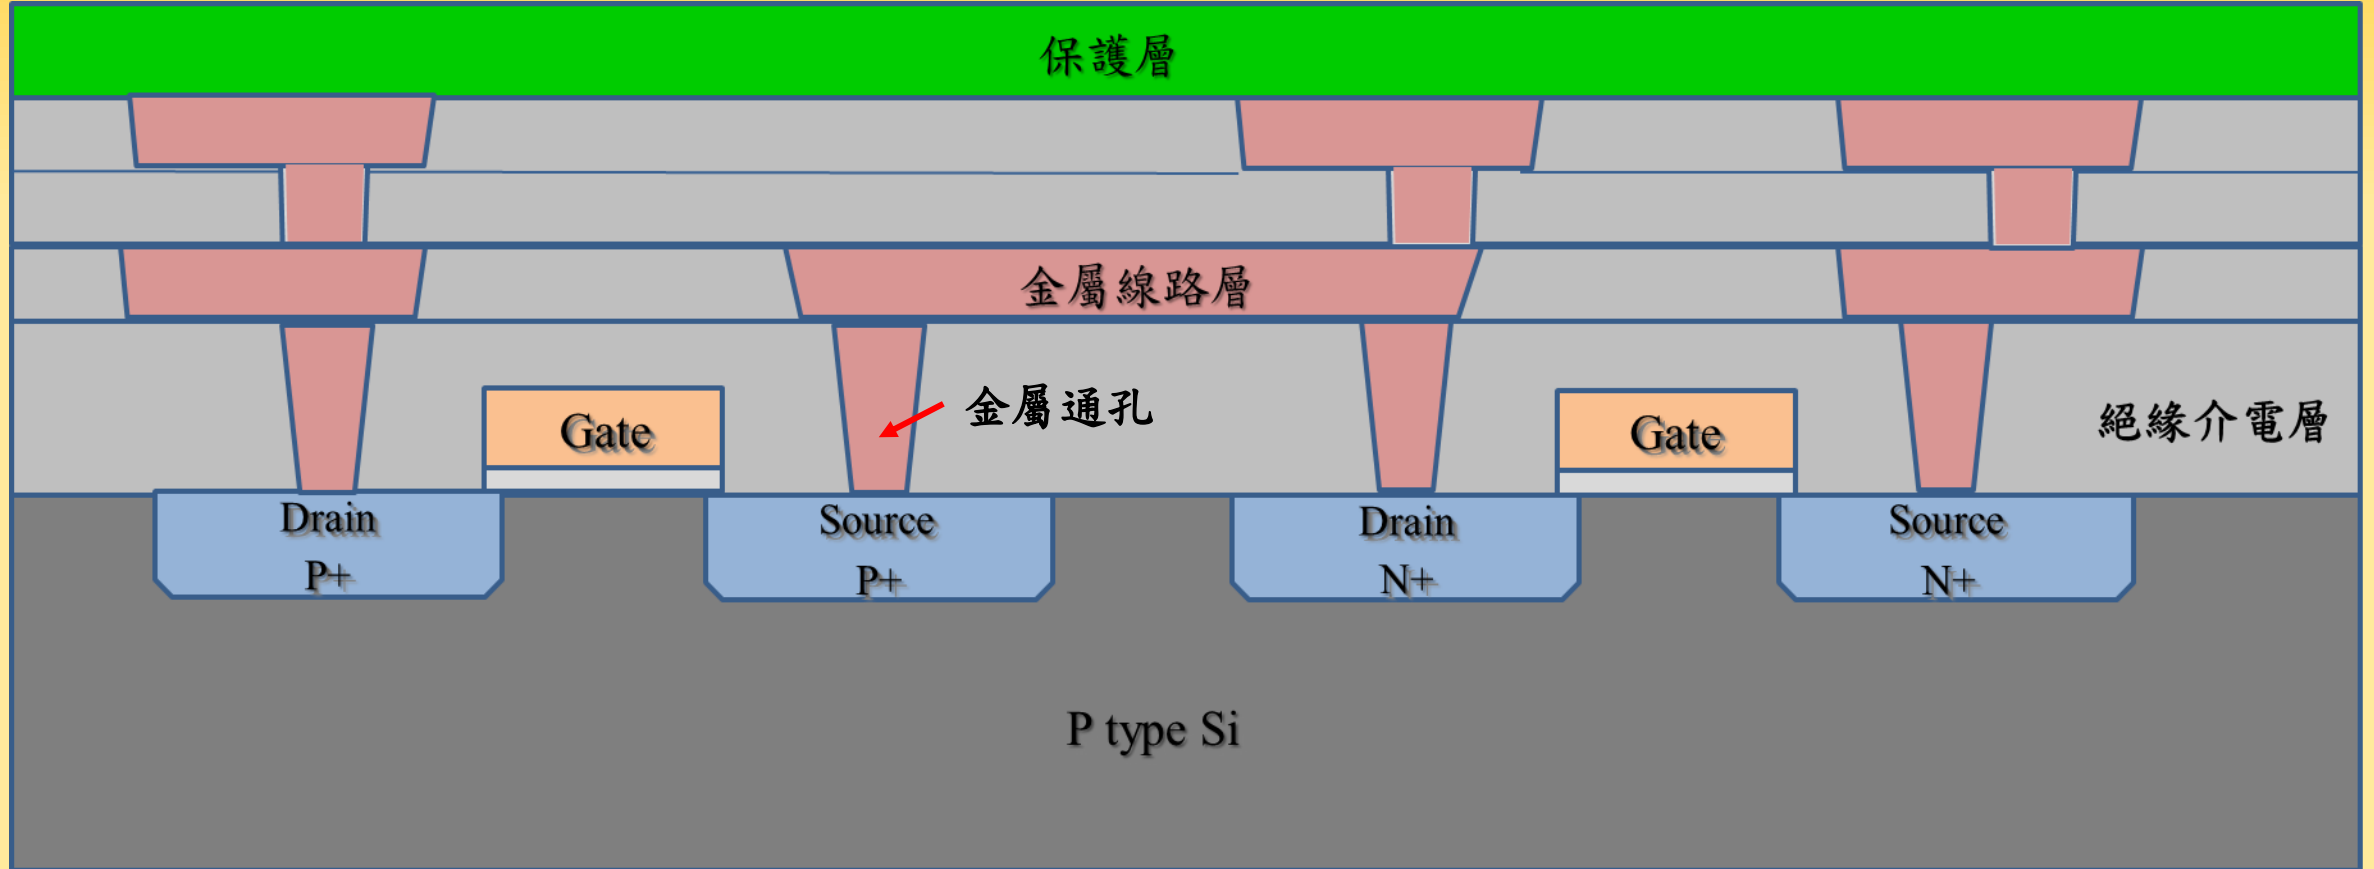 保護層
金屬線路層
金屬通孔
Gate
Gate
絕緣介電層
Drain
P+
Source
P+
Drain
N+
Source
N+
P type Si